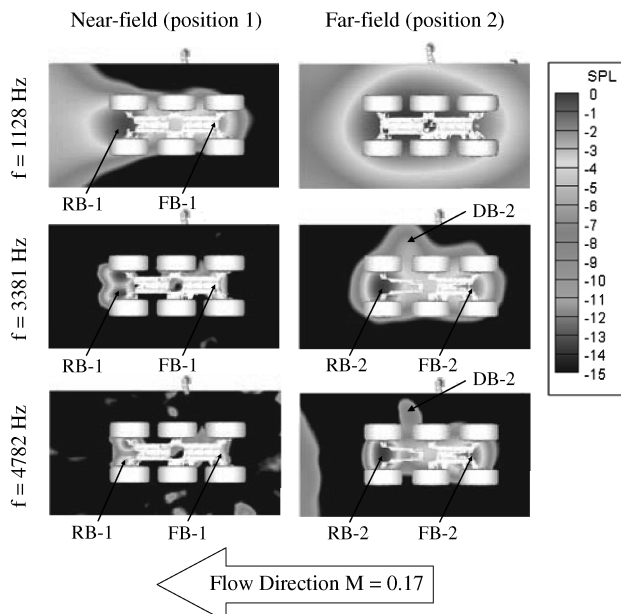 Near-field (position 1)
Far-field (position 2)
f = 1128 Hz
RB-1
FB-1
SPL
0
-1
-2
-3
-4
-5
-6
-7
-8
-9
-10
-11
-12
-13
-14
-15
DB-2
f = 3381 Hz
RB-1
FB-1
RB-2
FB-2
DB-2
f = 4782 Hz
RB-1
FB-1
RB-2
FB-2
Flow Direction M = 0.17